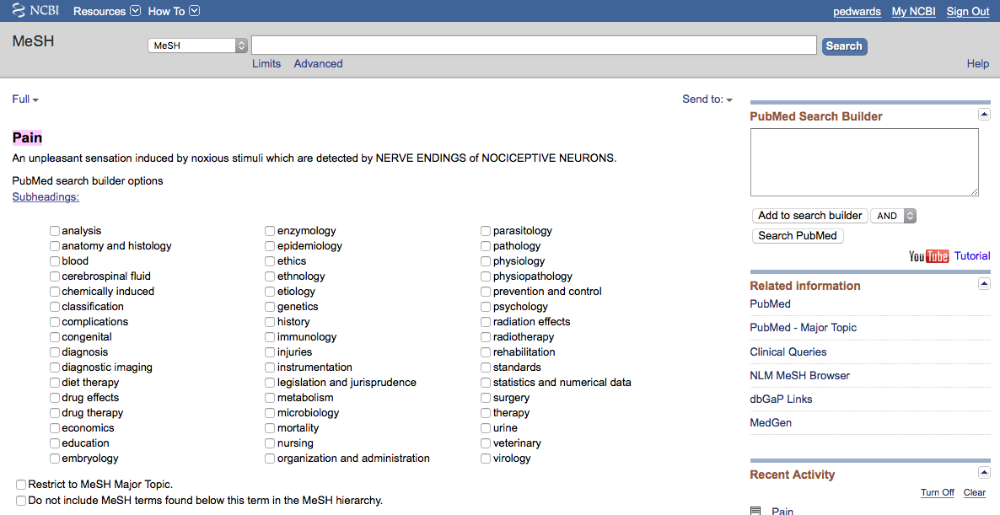 NCBI Resources How To pedwards My NCBI Sign Out
MeSH MeSH Search
Limits Advanced Help
Full Send to:
Pain
An unpleasant sensation induced by noxious stimuli which are detected by NERVE ENDINGS of NOCICEPTIVE NEURONS.
PubMed search builder options
Subheadings:
analysis enzymology parasitology
anatomy and histology epidemiology pathology
blood ethics physiology
cerebrospinal fluid ethnology physiopathology
chemically induced etiology prevention and control
classification genetics psychology
complications history radiation effects
congenital immunology radiotherapy
diagnosis injuries rehabilitation
diagnostic imaging instrumentation standards
diet therapy legislation and jurisprudence statistics and numerical data
drug effects metabolism surgery
drug therapy microbiology therapy
economics mortality urine
education nursing veterinary
embryology organization and administration virology
Restrict to MeSH Major Topic.
Do not include MeSH terms found below this term in the MeSH hierarchy.
PubMed Search Builder
Add to search builder AND
Search PubMed
YouTube Tutorial
Related information
PubMed
PubMed - Major Topic
Clinical Queries
NLM MeSH Browser
dbGaP Links
MedGen
Recent Activity
Turn Off Clear
Pain